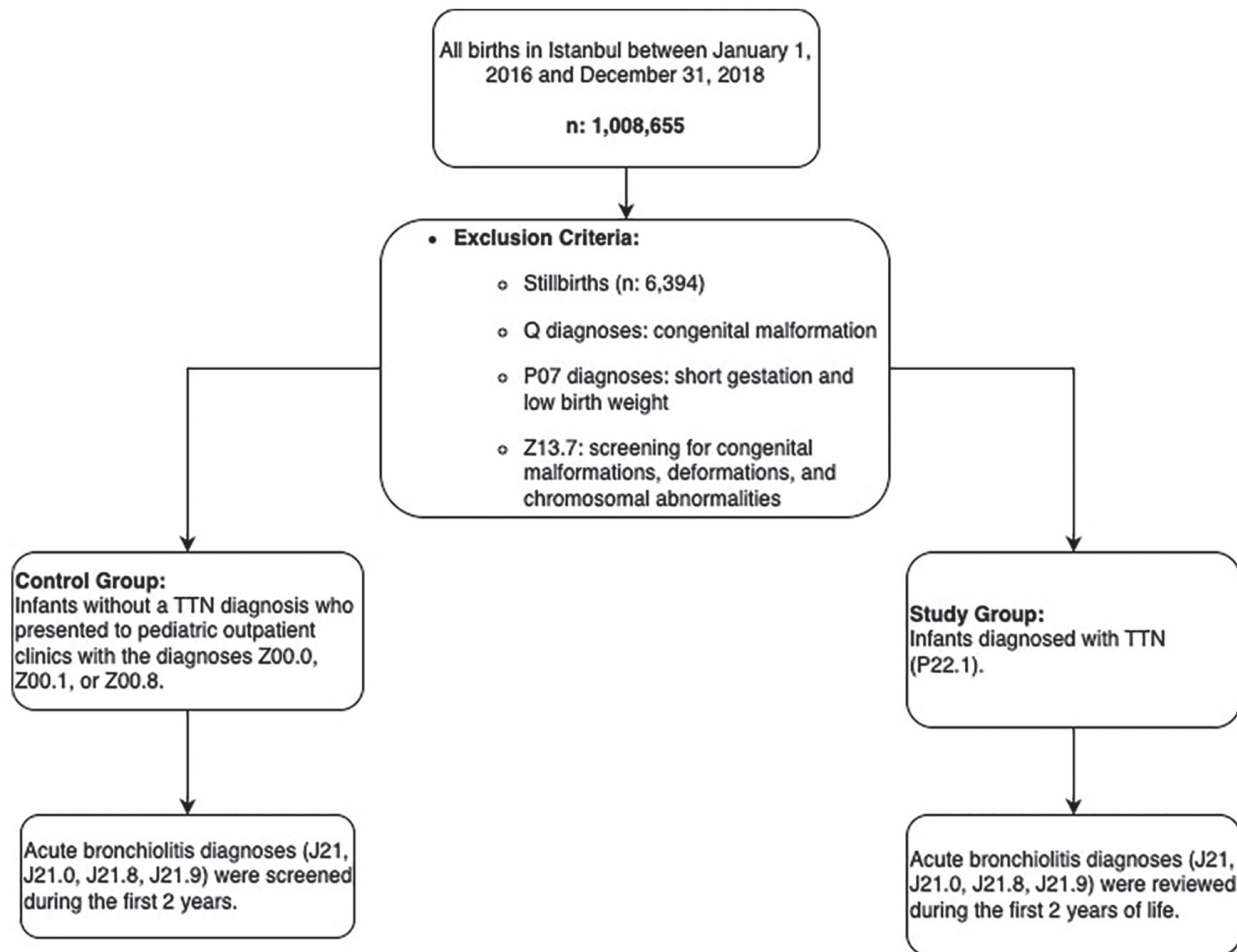 All births in Istanbul between January 1,
2016 and December 31, 2018
n: 1,008,655
• Exclusion Criteria:
Stillbirths (n: 6,394)
Q diagnoses: congenital malformation
P07 diagnoses: short gestation and
low birth weight
Z13.7: screening for congenital
malformations, deformations, and
chromosomal abnormalities
Control Group:
Infants without a TTN diagnosis who
presented to pediatric outpatient
clinics with the diagnoses Z00.0,
Z00.1, or Z00.8.
Study Group:
Infants diagnosed with TTN
(P22.1).
Acute bronchiolitis diagnoses (J21,
J21.0, J21.8, J21.9) were screened
during the first 2 years.
Acute bronchiolitis diagnoses (J21,
J21.0, J21.8, J21.9) were reviewed
during the first 2 years of life.